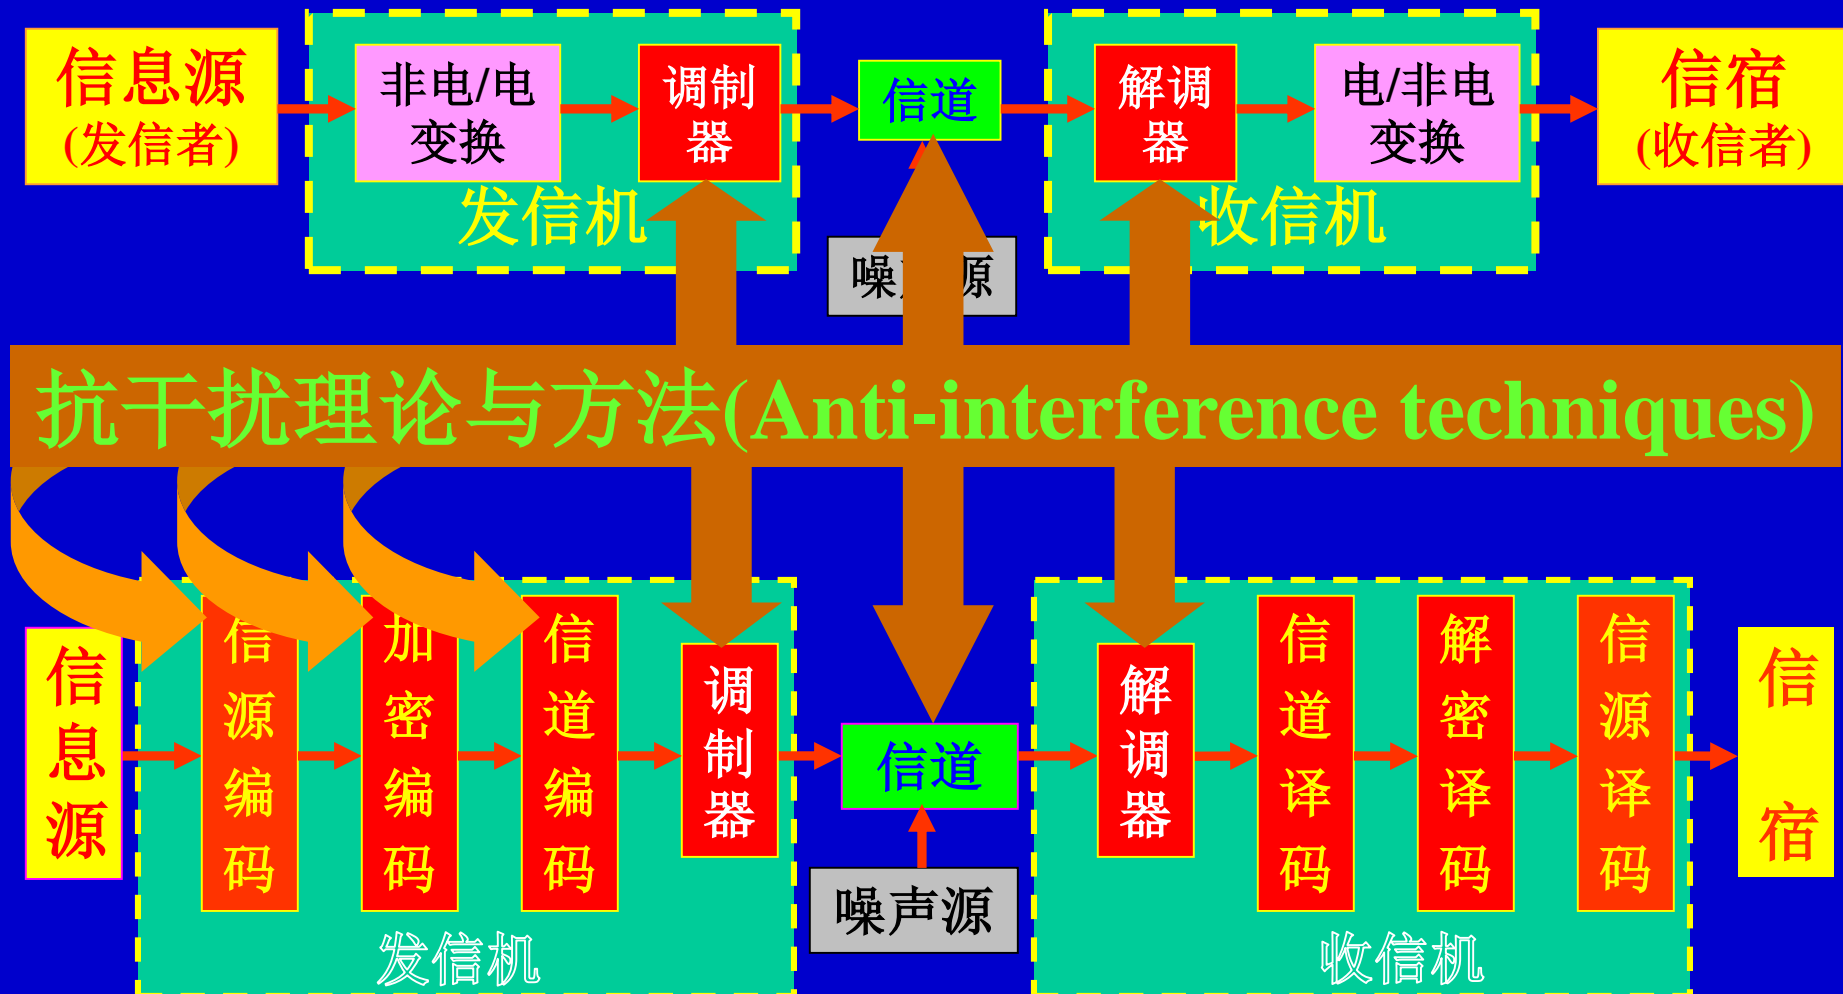 信息源
(发信者)
非电/电
变换
调制
器
发信机
信道
噪声源
解调
器
电/非电
变换
收信机
信宿
(收信者)
抗干扰理论与方法(Anti-interference techniques)
信息源
信源编码
加密编码
信道编码
调制器
发信机
信道
噪声源
解调器
信道译码
解密译码
信源译码
收信机
信宿